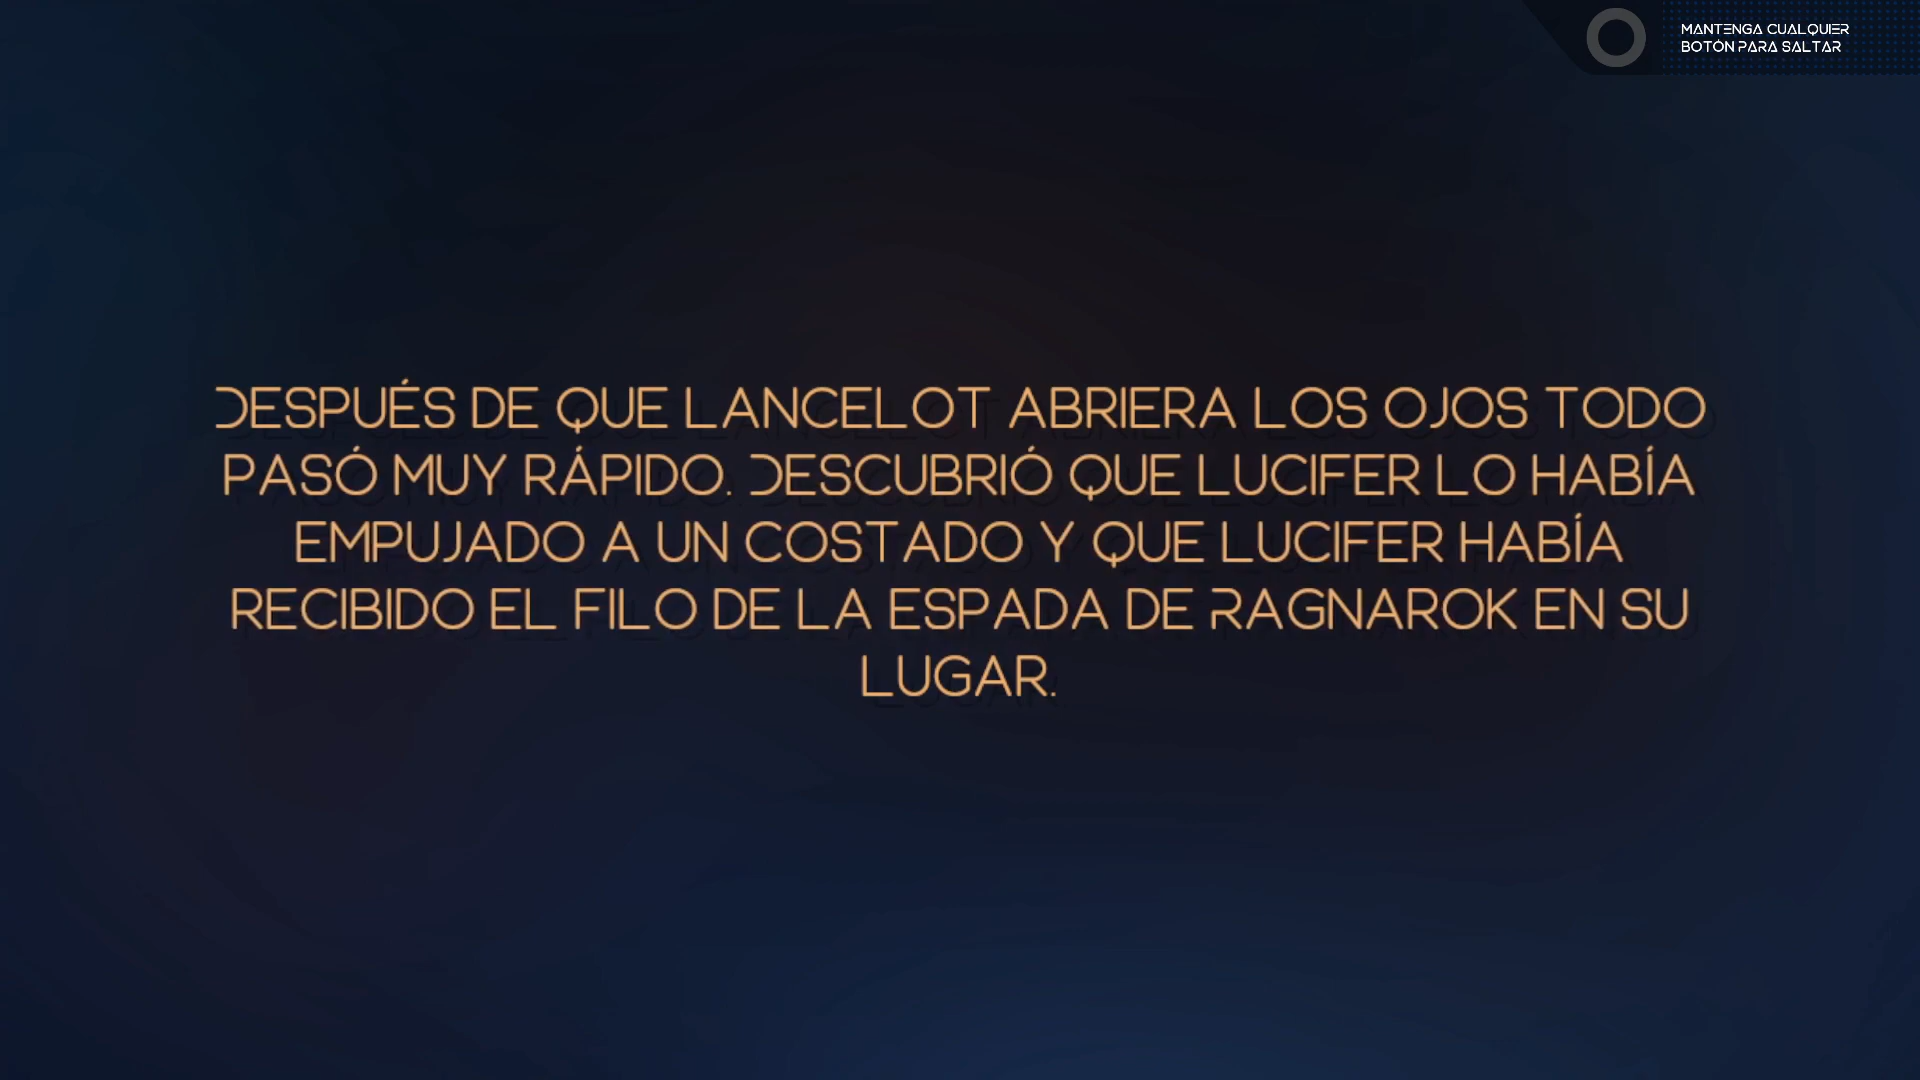 MANTENGA CUALQUIER
BOTÓN PARA SALTAR
DESPUÉS DE QUE LANCELOT ABRIERA LOS OJOS TODO
PASÓ MUY RÁPIDO. DESCUBRIÓ QUE LUCIFER LO HABÍA
EMPUJADO A UN COSTADO Y QUE LUCIFER HABÍA
RECIBIDO EL FILO DE LA ESPADA DE RAGNAROK EN SU
LUGAR.